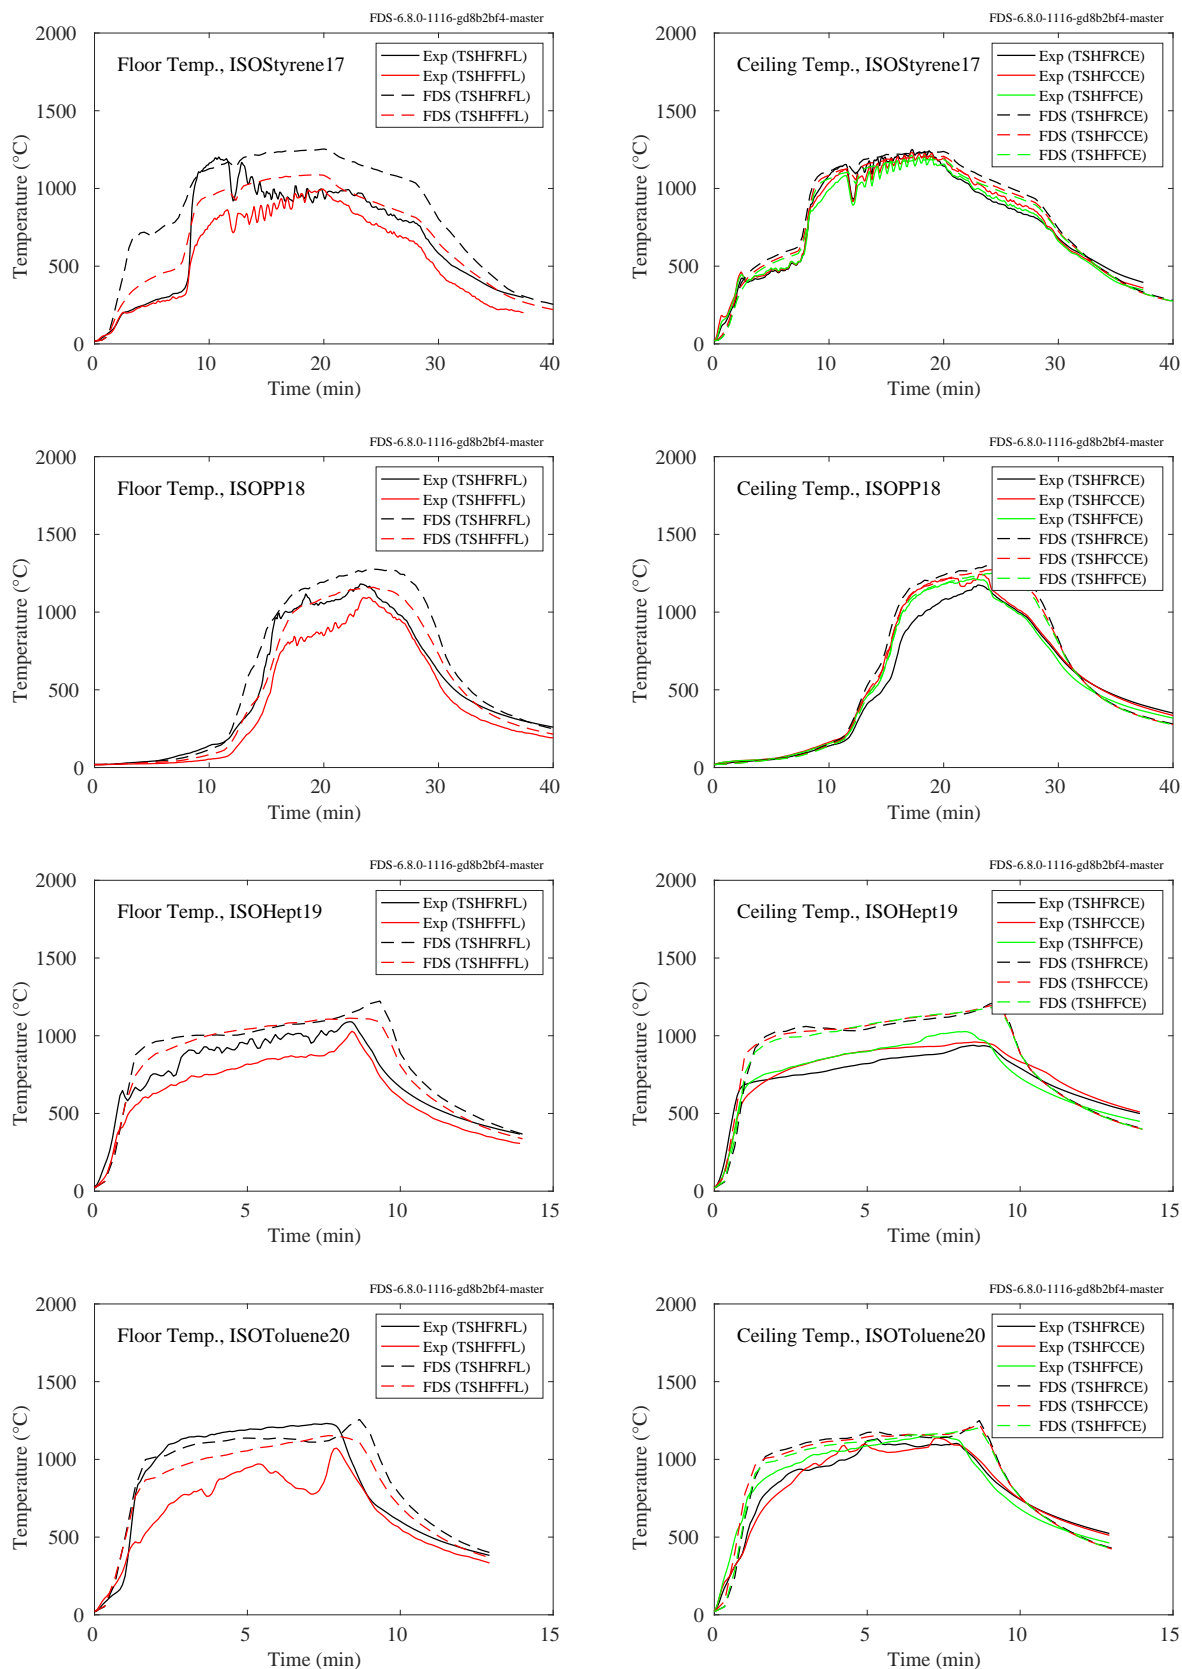 FDS-6.8.0-1116-gd8b2bf4-master
Floor Temp., ISOStyrene17
Exp (TSHFRFL)
Exp (TSHFFFL)
FDS (TSHFRFL)
FDS (TSHFFFL)
Temperature (°C)
2000
1500
1000
500
0
0 10 20 30 40
Time (min)
FDS-6.8.0-1116-gd8b2bf4-master
Ceiling Temp., ISOStyrene17
Exp (TSHFRCE)
Exp (TSHFCCE)
Exp (TSHFFCE)
FDS (TSHFRCE)
FDS (TSHFCCE)
FDS (TSHFFCE)
Temperature (°C)
2000
1500
1000
500
0
0 10 20 30 40
Time (min)
FDS-6.8.0-1116-gd8b2bf4-master
Floor Temp., ISOPP18
Exp (TSHFRFL)
Exp (TSHFFFL)
FDS (TSHFRFL)
FDS (TSHFFFL)
Temperature (°C)
2000
1500
1000
500
0
0 10 20 30 40
Time (min)
FDS-6.8.0-1116-gd8b2bf4-master
Ceiling Temp., ISOPP18
Exp (TSHFRCE)
Exp (TSHFCCE)
Exp (TSHFFCE)
FDS (TSHFRCE)
FDS (TSHFCCE)
FDS (TSHFFCE)
Temperature (°C)
2000
1500
1000
500
0
0 10 20 30 40
Time (min)
FDS-6.8.0-1116-gd8b2bf4-master
Floor Temp., ISOHept19
Exp (TSHFRFL)
Exp (TSHFFFL)
FDS (TSHFRFL)
FDS (TSHFFFL)
Temperature (°C)
2000
1500
1000
500
0
0 5 10 15
Time (min)
FDS-6.8.0-1116-gd8b2bf4-master
Ceiling Temp., ISOHept19
Exp (TSHFRCE)
Exp (TSHFCCE)
Exp (TSHFFCE)
FDS (TSHFRCE)
FDS (TSHFCCE)
FDS (TSHFFCE)
Temperature (°C)
2000
1500
1000
500
0
0 5 10 15
Time (min)
FDS-6.8.0-1116-gd8b2bf4-master
Floor Temp., ISOToluene20
Exp (TSHFRFL)
Exp (TSHFFFL)
FDS (TSHFRFL)
FDS (TSHFFFL)
Temperature (°C)
2000
1500
1000
500
0
0 5 10 15
Time (min)
FDS-6.8.0-1116-gd8b2bf4-master
Ceiling Temp., ISOToluene20
Exp (TSHFRCE)
Exp (TSHFCCE)
Exp (TSHFFCE)
FDS (TSHFRCE)
FDS (TSHFCCE)
FDS (TSHFFCE)
Temperature (°C)
2000
1500
1000
500
0
0 5 10 15
Time (min)